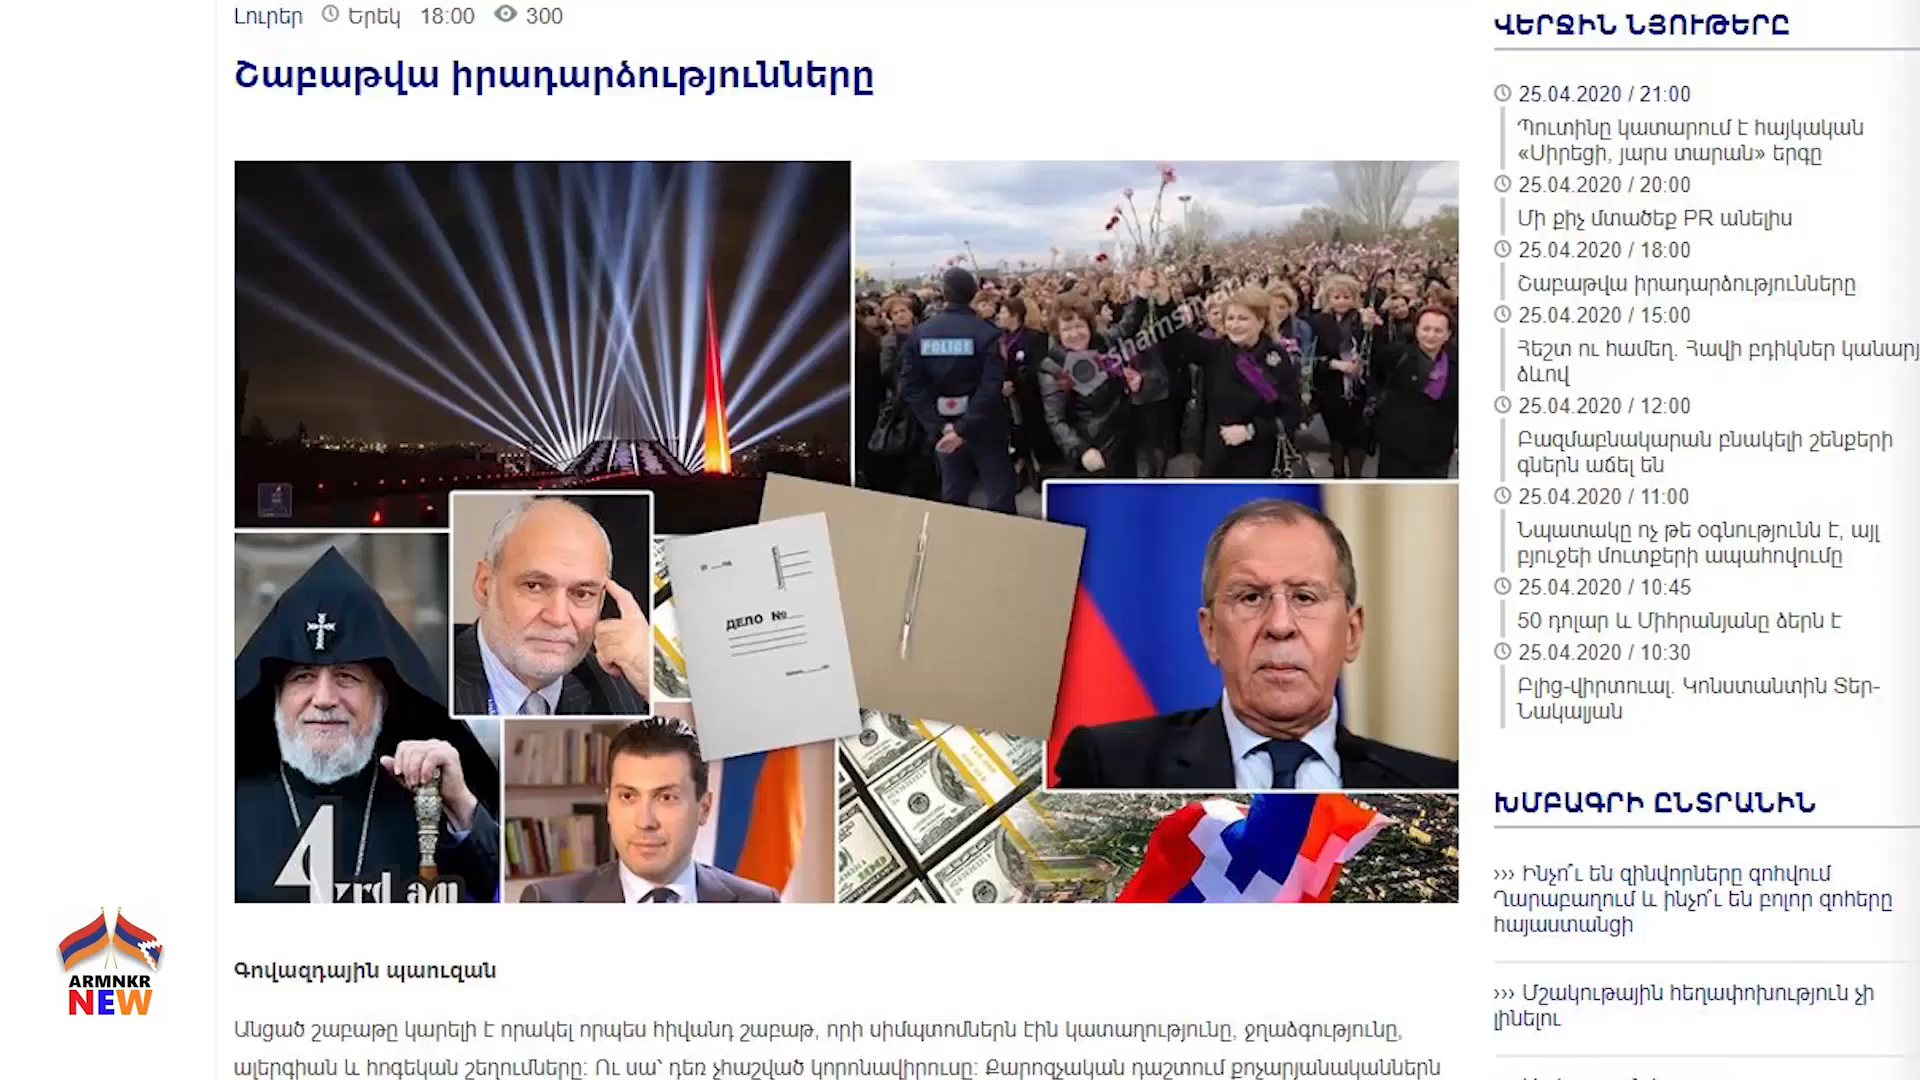 Լուրեր Երեկ 18:00 300
Շաբաթվա իրադարձությունները
POLICE
shamsh
ДЕЛО №
4
Գովազդային պաուզան
Անցած շաբաթը կարելի է որակել որպես հիվանդ շաբաթ, որի սիմպտոմներն էին կատաղությունը, ջղաձգությունը,
ալերգիան և հոգեկան շեղումները: Ու սա՝ դեռ չհաշված կորոնավիրուսը: Քարոզչական դաշտում քոչարյանականներն
ARMNKR
NEW
ՎԵՐՋԻՆ ՆՅՈՒԹԵՐԸ
25.04.2020 / 21:00
Պուտինը կատարում է հայկական
«Սիրեցի, յարս տարան» երգը
25.04.2020 / 20:00
Մի քիչ մտածեք PR անելիս
25.04.2020 / 18:00
Շաբաթվա իրադարձությունները
25.04.2020 / 15:00
Հեշտ ու համեղ. Հավի բդիկներ կանարյ
ձևով
25.04.2020 / 12:00
Բազմաբնակարան բնակելի շենքերի
գներն աճել են
25.04.2020 / 11:00
Նպատակը ոչ թե օգնությունն է, այլ
բյուջեի մուտքերի ապահովումը
25.04.2020 / 10:45
50 դոլար և Միհրանյանը ձերն է
25.04.2020 / 10:30
Բլից-վիրտուալ. Կոնստանտին Տեր-
Նակալյան
ԽՄԲԱԳՐԻ ԸՆՏՐԱՆԻՆ
››› Ինչո՞ւ են զինվորները զոհվում
Ղարաբաղում և ինչո՞ւ են բոլոր զոհերը
հայաստանցի
››› Մշակութային հեղափոխություն չի
լինելու